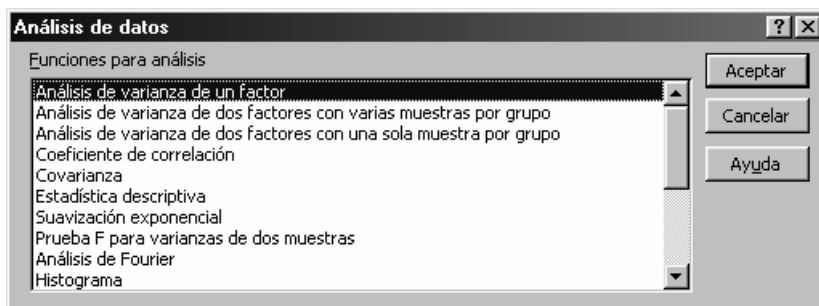 Análisis de datos
Funciones para análisis
Análisis de varianza de un factor
Análisis de varianza de dos factores con varias muestras por grupo
Análisis de varianza de dos factores con una sola muestra por grupo
Coeficiente de correlación
Covarianza
Estadística descriptiva
Suavización exponencial
Prueba F para varianzas de dos muestras
Análisis de Fourier
Histograma
Aceptar
Cancelar
Ayuda